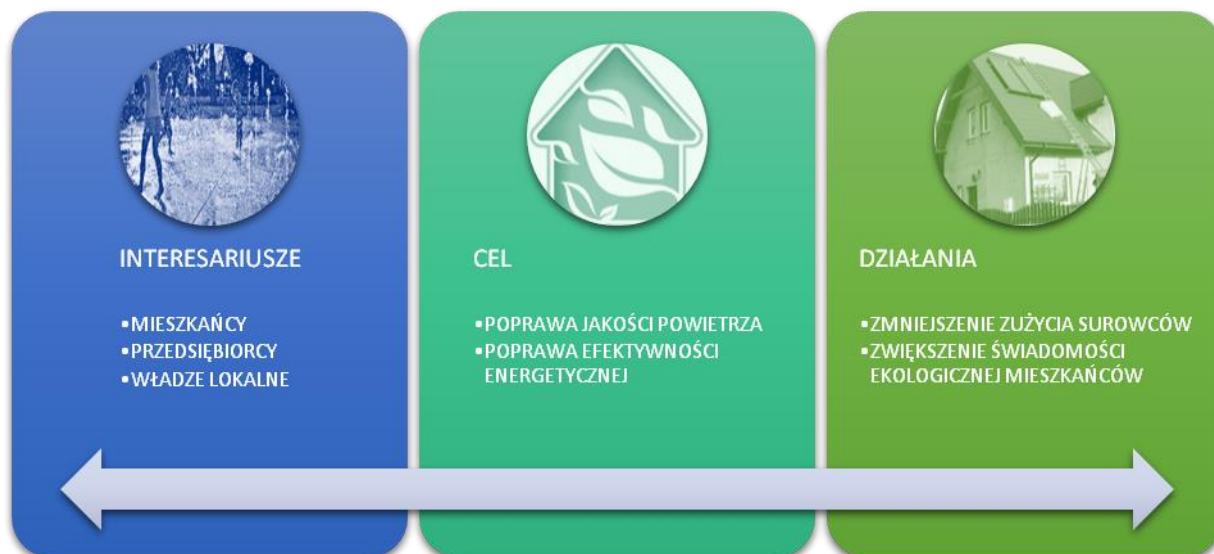 INTERESARIUSZE
•MIESZKAŃCY
•PRZEDSIĘBIORCY
•WŁADZE LOKALNE
CEL
•POPRAWA JAKOŚCI POWIETRZA
•POPRAWA EFEKTYWNOŚCI
ENERGETYCZNEJ
DZIAŁANIA
•ZMNIEJSZENIE ZUŻYCIA SUROWCÓW
•ZWIĘKSZENIE ŚWIADOMOŚCI
EKOLOGICZNEJ MIESZKAŃCÓW